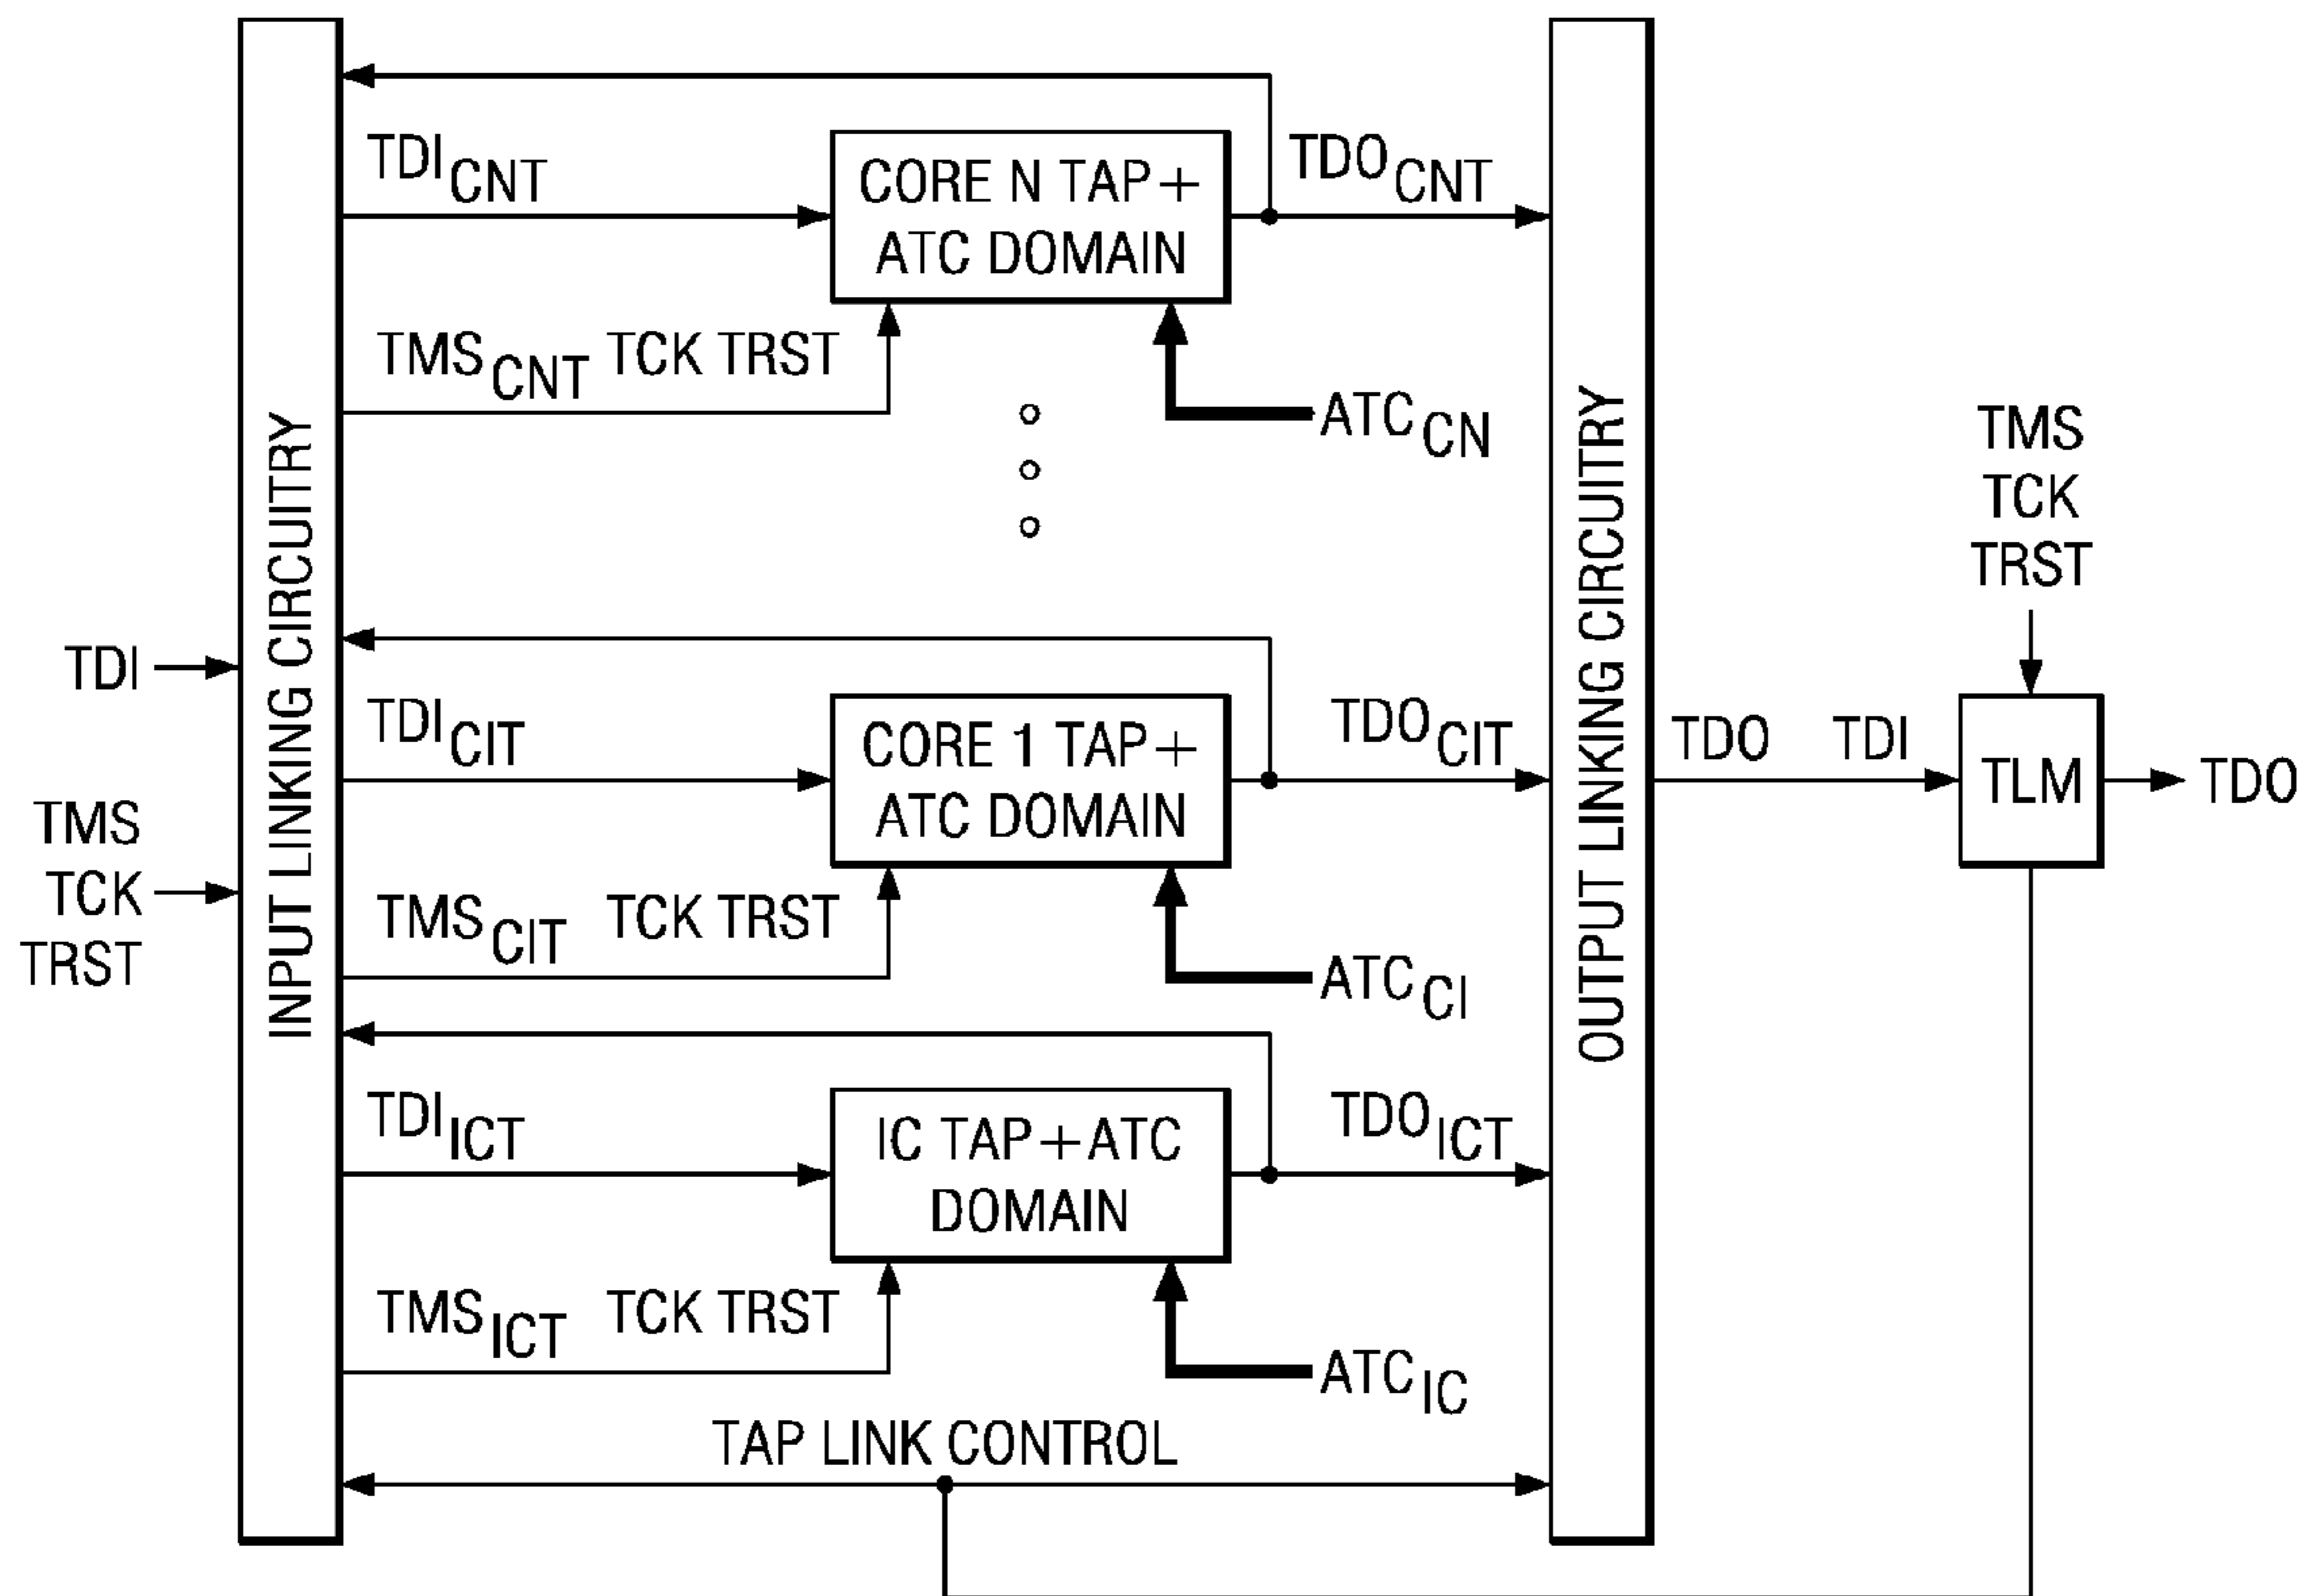 TDI
TMS
TCK
TRST
INPUT LINKING CIRCUITRY
TDI CNT
CORE N TAP+
ATC DOMAIN
TDO CNT
TMS CNT TCK TRST
ATC CN
TDI CIT
CORE 1 TAP+
ATC DOMAIN
TDO CIT
TMS CIT TCK TRST
ATC CI
TDI ICT
IC TAP+ATC
DOMAIN
TDO ICT
TMS ICT TCK TRST
ATC IC
TAP LINK CONTROL
OUTPUT LINKING CIRCUITRY
TDO TDI
TMS
TCK
TRST
TLM
TDO